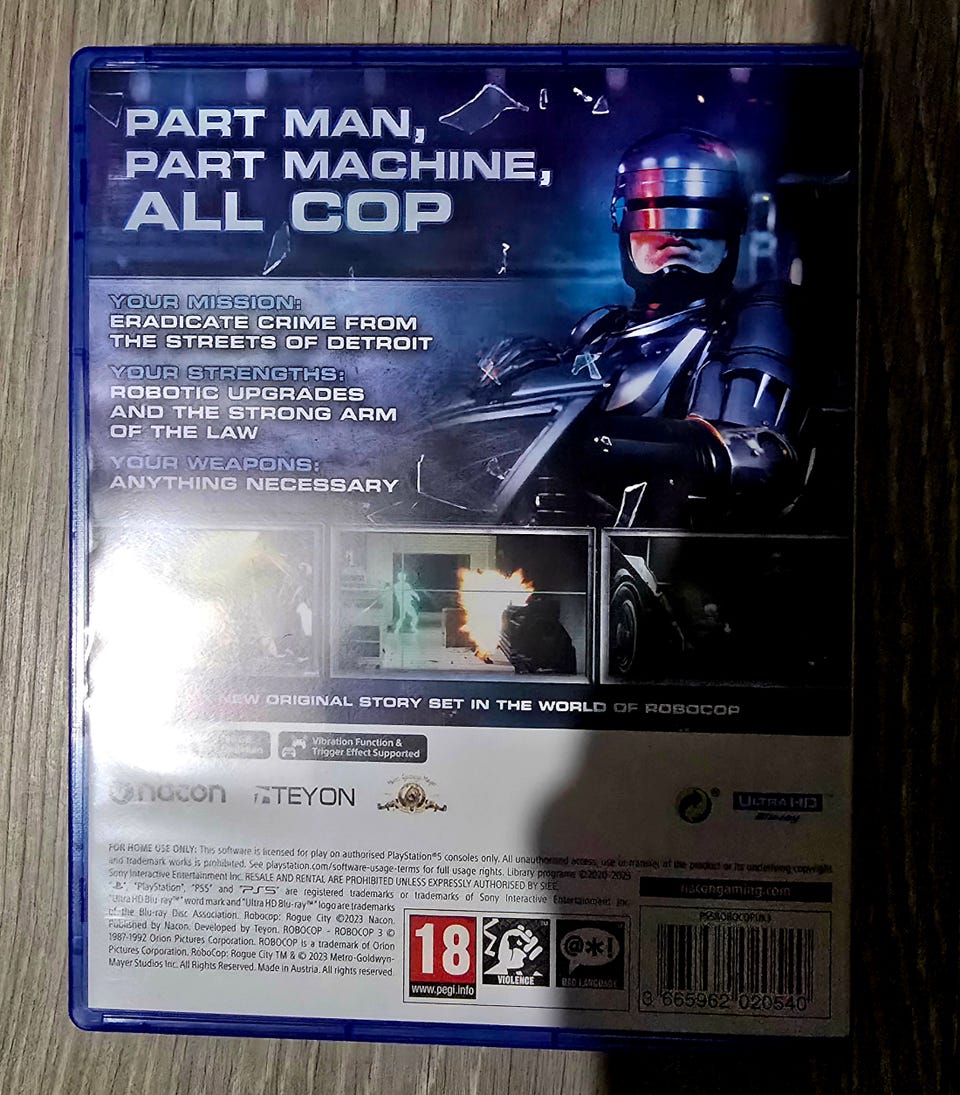 PART MAN,
PART MACHINE,
ALL COP
YOUR MISSION:
ERADICATE CRIME FROM
THE STREETS OF DETROIT
YOUR STRENGTHS:
ROBOTIC UPGRADES
AND THE STRONG ARM
OF THE LAW
YOUR WEAPONS:
ANYTHING NECESSARY
NEW ORIGINAL STORY SET IN THE WORLD OF ROBOCOP
Vibration Function &
Trigger Effect Supported
nacon
TEYON
Metro Goldwyn Mayer
ULTRA HD
Blu-ray
FOR HOME USE ONLY: This software is licensed for play on authorised PlayStation®5 consoles only. All unauthorised access, use or transfer of the product or its underlying copyright
and trademark works is prohibited. See playstation.com/software-usage-terms for full usage rights. Library programs ©2020-2023
Sony Interactive Entertainment Inc. RESALE AND RENTAL ARE PROHIBITED UNLESS EXPRESSLY AUTHORISED BY SIEE.
"PlayStation", "PS5" and "PS5" are registered trademarks or trademarks of Sony Interactive Entertainment Inc.
"Ultra HD Blu-ray™" word mark and "Ultra HD Blu-ray™" logo are trademarks
of the Blu-ray Disc Association. Robocop: Rogue City ©2023 Nacon.
Published by Nacon. Developed by Teyon. ROBOCOP - ROBOCOP 3 ©
1987-1992 Orion Pictures Corporation. ROBOCOP is a trademark of Orion
Pictures Corporation. RoboCop: Rogue City TM & © 2023 Metro-Goldwyn-
Mayer Studios Inc. All Rights Reserved. Made in Austria. All rights reserved.
nacongaming.com
18
www.pegi.info
VIOLENCE
@*!
BAD LANGUAGE
PS5ROBOCOPUK3
3 665962 020540